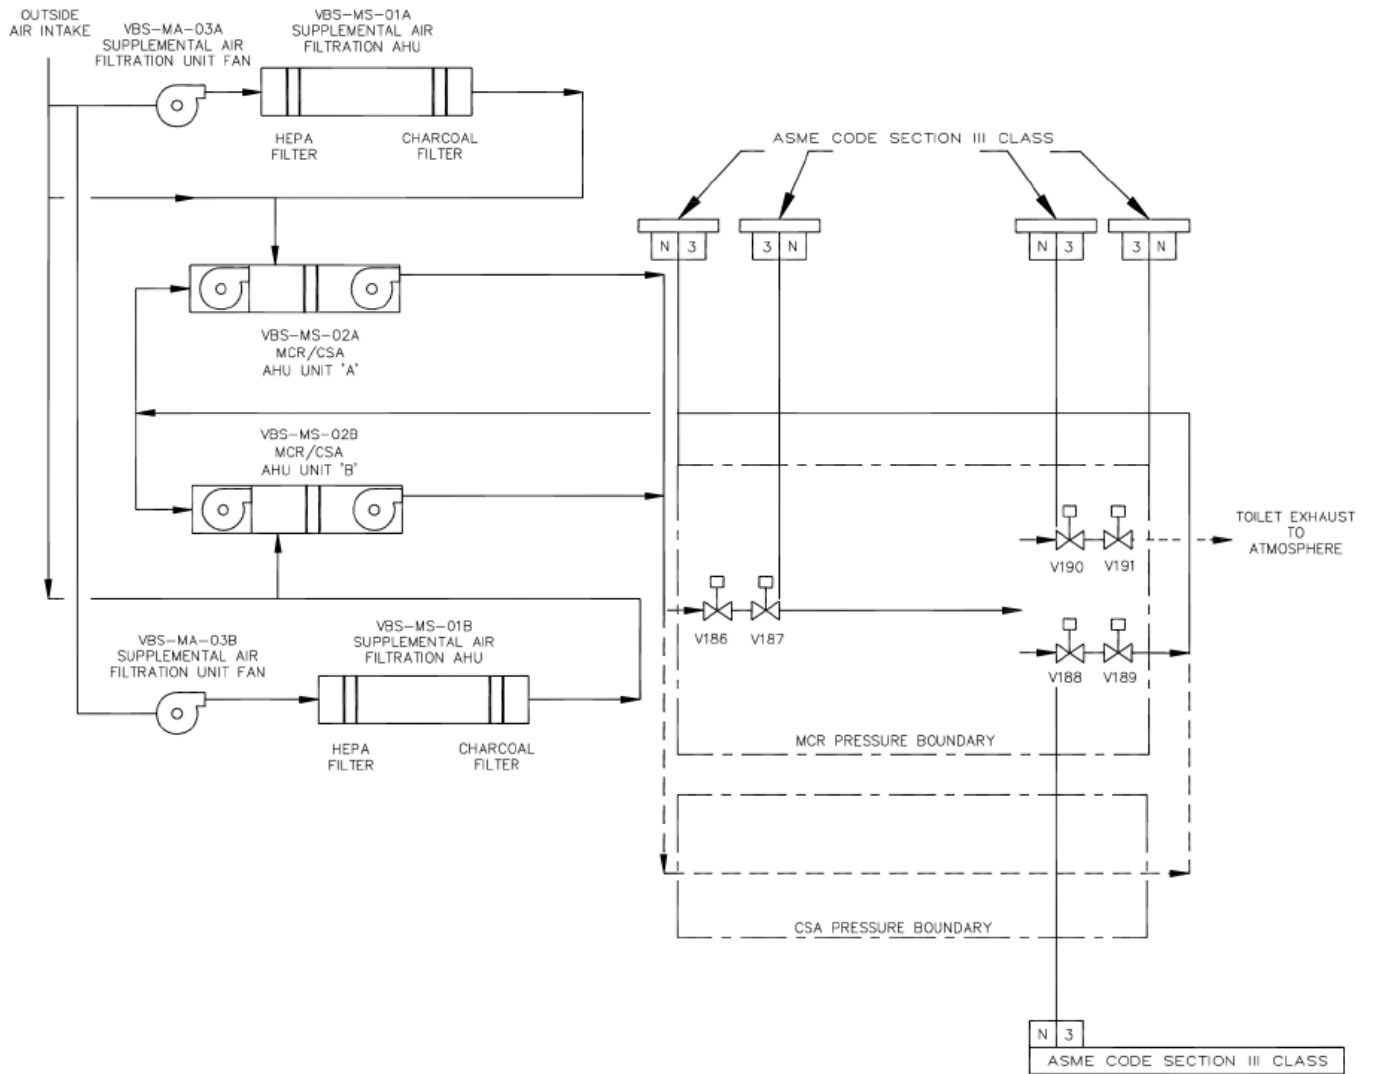 OUTSIDE
AIR INTAKE
VBS-MA-03A
SUPPLEMENTAL AIR
FILTRATION UNIT FAN
VBS-MS-01A
SUPPLEMENTAL AIR
FILTRATION AHU
HEPA
FILTER
CHARCOAL
FILTER
ASME CODE SECTION III CLASS
N 3
3 N
N 3
3 N
VBS-MS-02A
MCR/CSA
AHU UNIT 'A'
VBS-MS-02B
MCR/CSA
AHU UNIT 'B'
TOILET EXHAUST
TO
ATMOSPHERE
V190
V191
V186
V187
V188
V189
VBS-MA-03B
SUPPLEMENTAL AIR
FILTRATION UNIT FAN
VBS-MS-01B
SUPPLEMENTAL AIR
FILTRATION AHU
HEPA
FILTER
CHARCOAL
FILTER
MCR PRESSURE BOUNDARY
CSA PRESSURE BOUNDARY
N 3
ASME CODE SECTION III CLASS